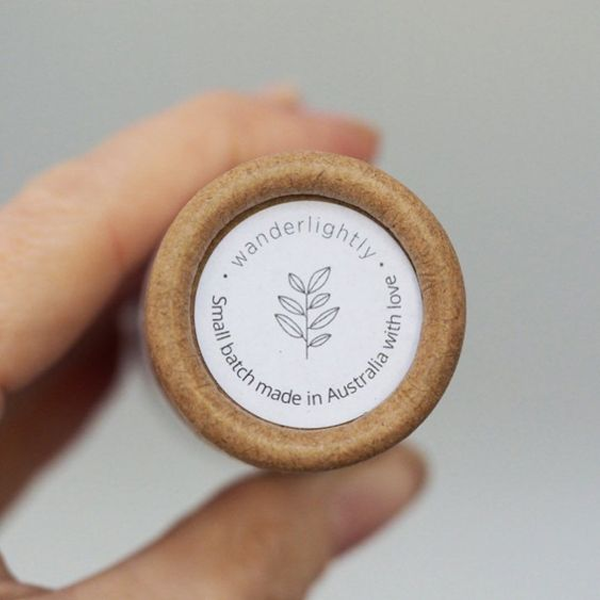 • wanderlightly •
Small batch made in Australia with love